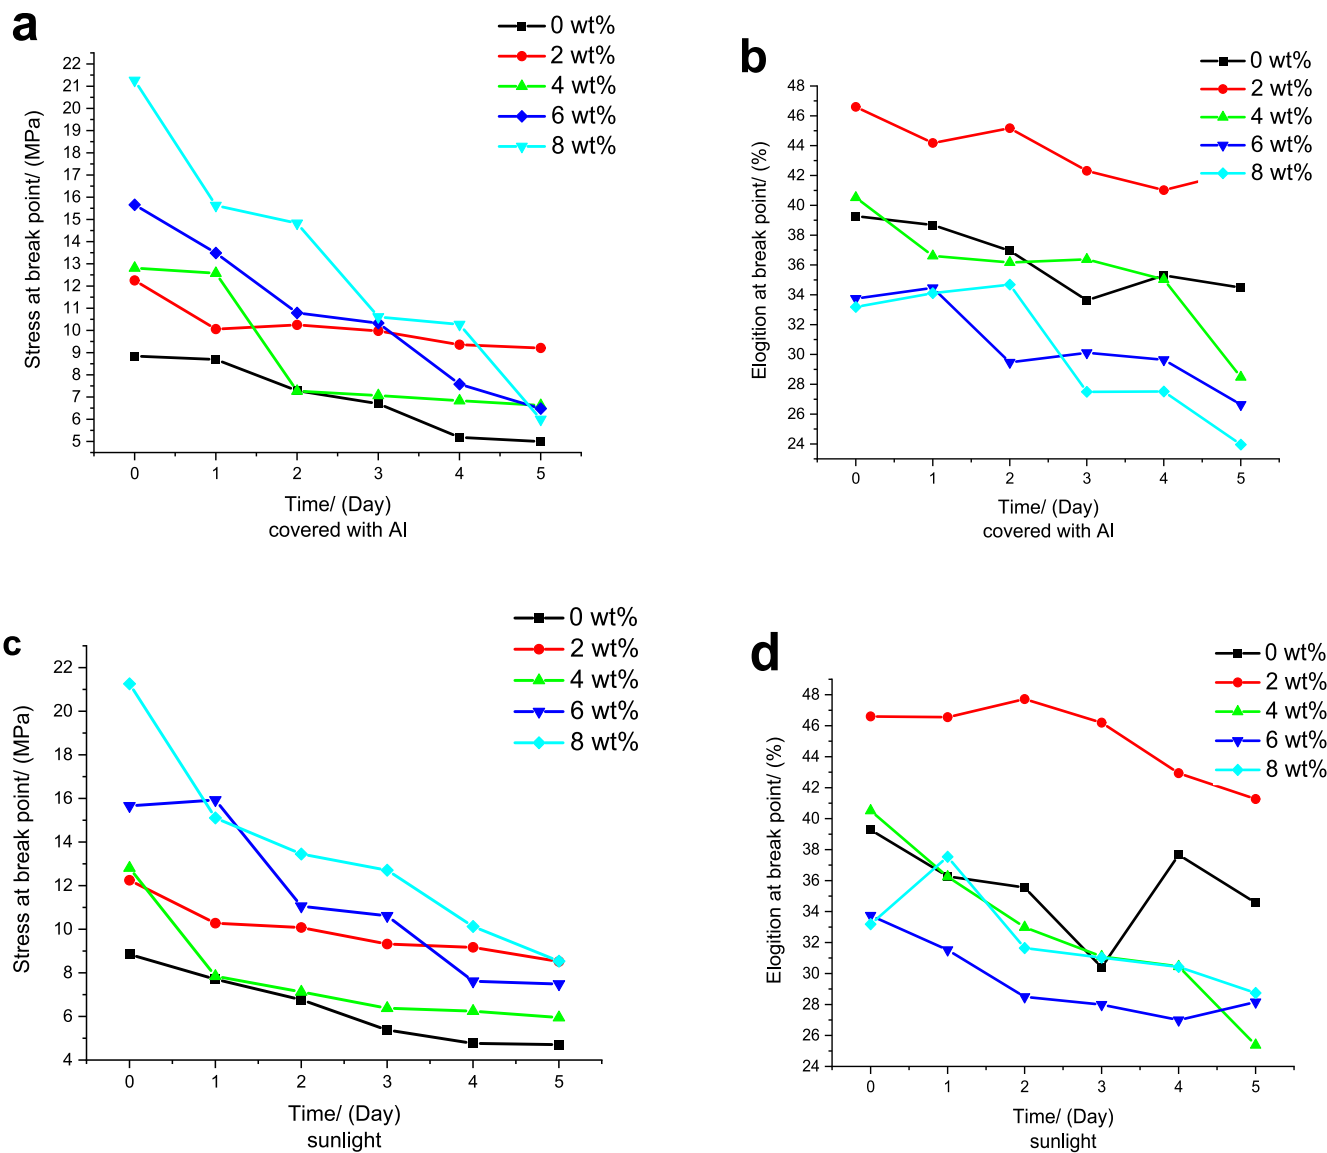 a
0 wt%
2 wt%
4 wt%
6 wt%
8 wt%
22
21
20
19
18
17
16
15
14
13
12
11
10
9
8
7
6
5
Stress at break point/ (MPa)
0 1 2 3 4 5
Time/ (Day)
covered with Al
b
0 wt%
2 wt%
4 wt%
6 wt%
8 wt%
48
46
44
42
40
38
36
34
32
30
28
26
24
Elogition at break point/ (%)
0 1 2 3 4 5
Time/ (Day)
covered with Al
c
0 wt%
2 wt%
4 wt%
6 wt%
8 wt%
22
20
18
16
14
12
10
8
6
4
Stress at break point/ (MPa)
0 1 2 3 4 5
Time/ (Day)
sunlight
d
0 wt%
2 wt%
4 wt%
6 wt%
8 wt%
48
46
44
42
40
38
36
34
32
30
28
26
24
Elogition at break point/ (%)
0 1 2 3 4 5
Time/ (Day)
sunlight